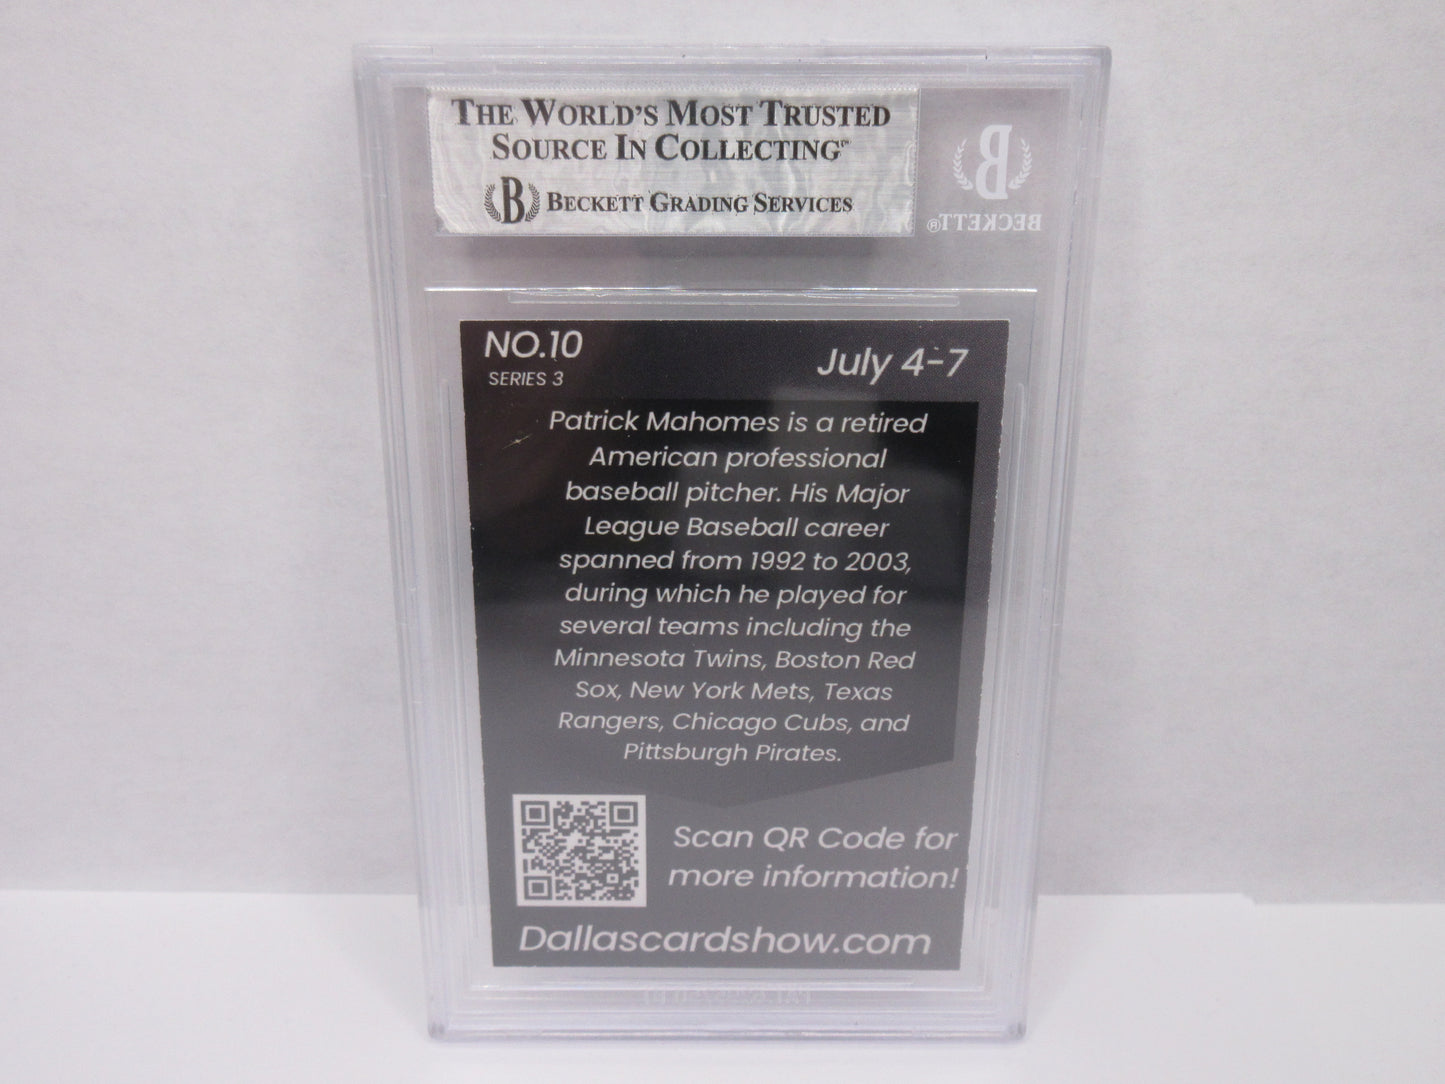 THE WORLD'S MOST TRUSTED
SOURCE IN COLLECTING
B BECKETT GRADING SERVICES
B
BECKETT®
NO.10
SERIES 3
July 4-7
Patrick Mahomes is a retired
American professional
baseball pitcher. His Major
League Baseball career
spanned from 1992 to 2003,
during which he played for
several teams including the
Minnesota Twins, Boston Red
Sox, New York Mets, Texas
Rangers, Chicago Cubs, and
Pittsburgh Pirates.
Scan QR Code for
more information!
Dallascardshow.com